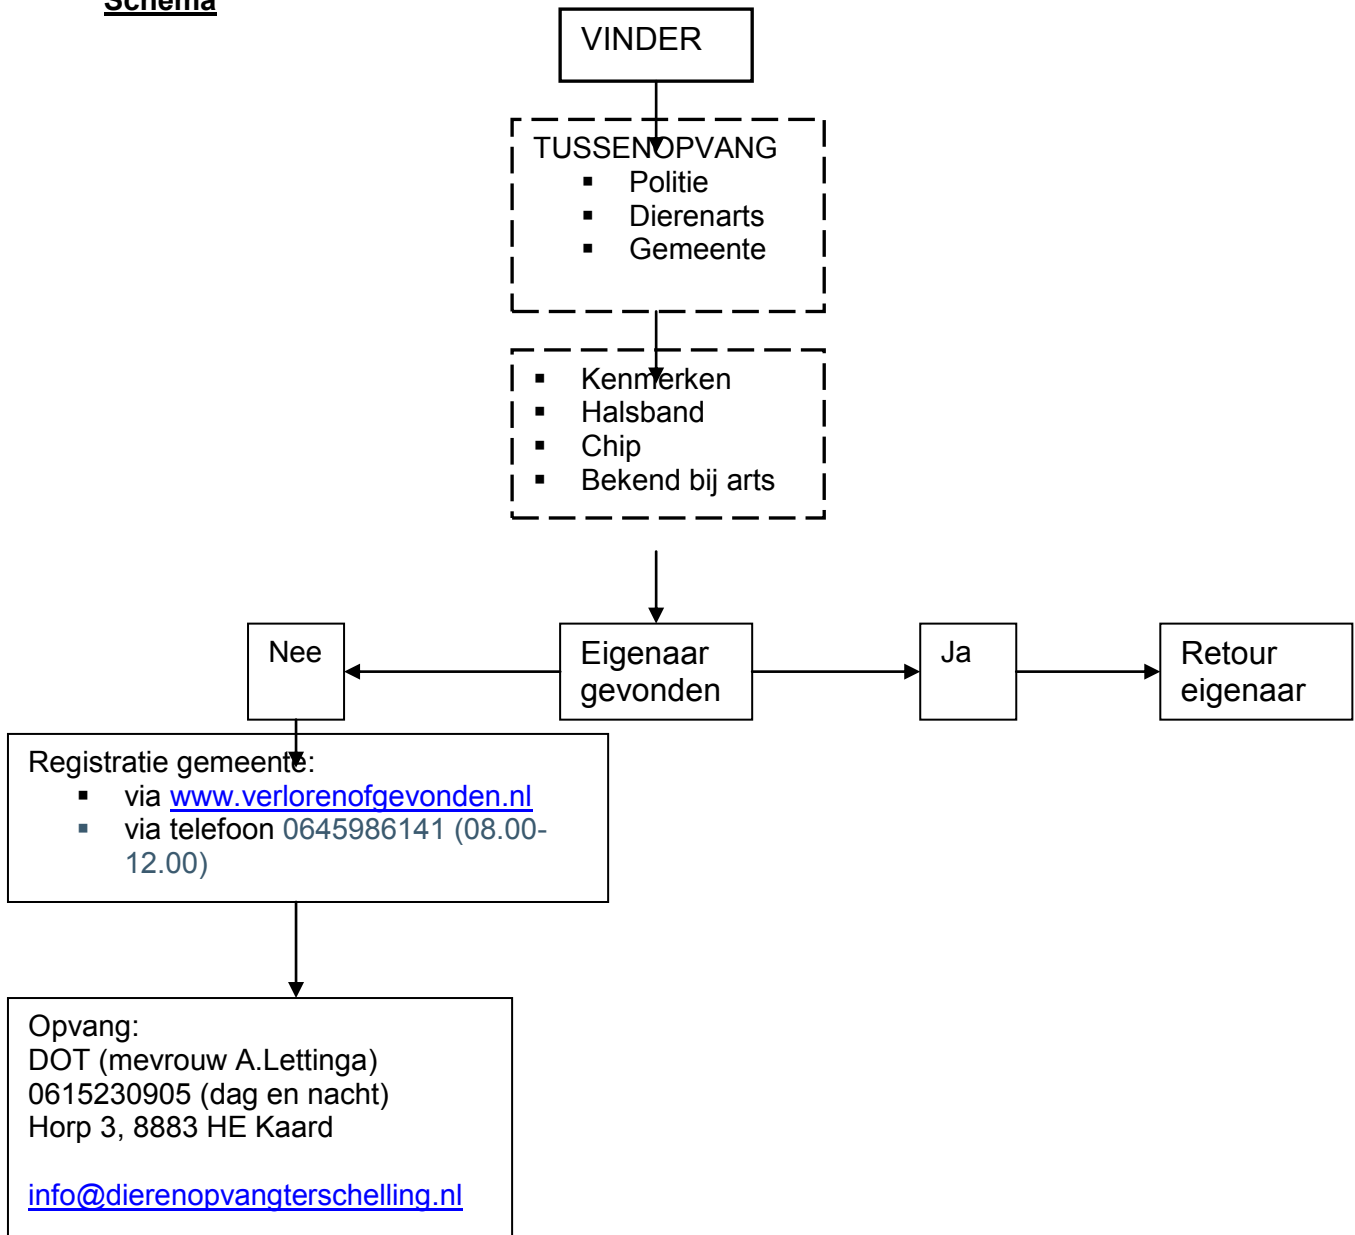 Schema
VINDER
TUSSENOPVANG
▪ Politie
▪ Dierenarts
▪ Gemeente
▪ Kenmerken
▪ Halsband
▪ Chip
▪ Bekend bij arts
Nee
Eigenaar
gevonden
Ja
Retour
eigenaar
Registratie gemeente:
▪ via www.verlorenofgevonden.nl
▪ via telefoon 0645986141 (08.00-
12.00)
Opvang:
DOT (mevrouw A.Lettinga)
0615230905 (dag en nacht)
Horp 3, 8883 HE Kaard
info@dierenopvangterschelling.nl